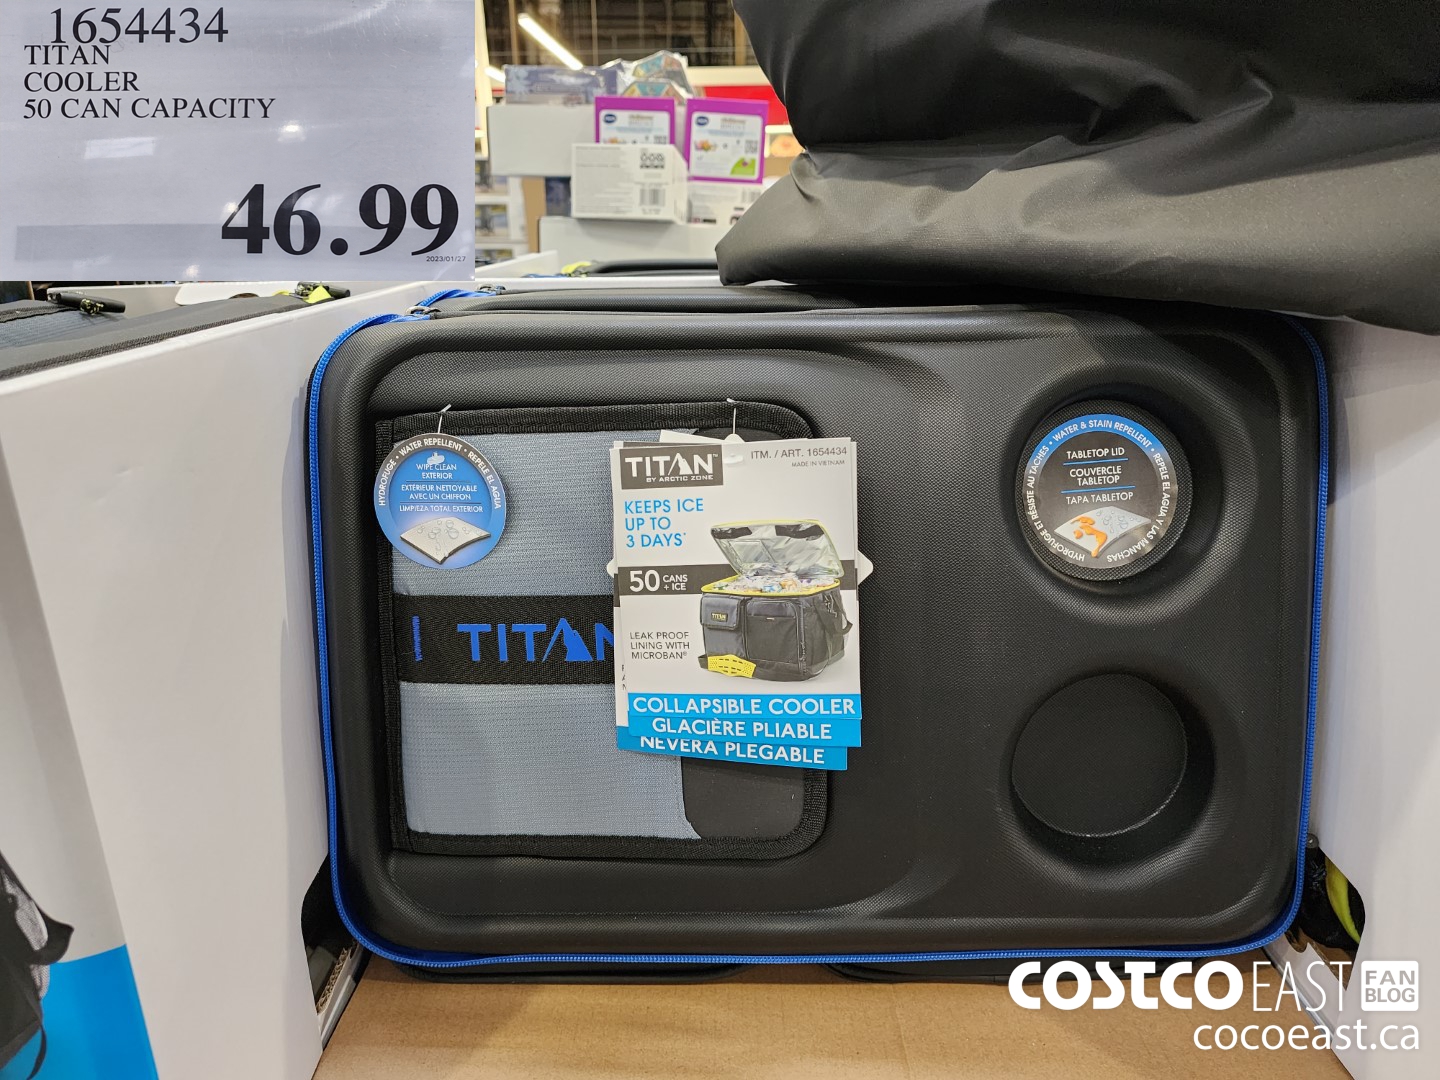 1654434
TITAN
COOLER
50 CAN CAPACITY
46.99
2023/01/27
HYDROFUGE • WATER REPELLENT • REPELE EL AGUA
WIPE CLEAN
EXTERIOR
EXTÉRIEUR NETTOYABLE
AVEC UN CHIFFON
LIMPIEZA TOTAL EXTERIOR
TITAN
TITAN™
BY ARCTIC ZONE
ITM. / ART. 1654434
MADE IN VIETNAM
KEEPS ICE
UP TO
3 DAYS*
50 CANS
+ ICE
LEAK PROOF
LINING WITH
MICROBAN®
COLLAPSIBLE COOLER
GLACIÈRE PLIABLE
NEVERA PLEGABLE
HYDROFUGE ET RÉSISTE AU TACHES • WATER & STAIN REPELLENT • REPELE EL AGUA Y LAS MANCHAS
TABLETOP LID
COUVERCLE
TABLETOP
TAPA TABLETOP
COSTCO EAST FAN
BLOG
cocoeast.ca